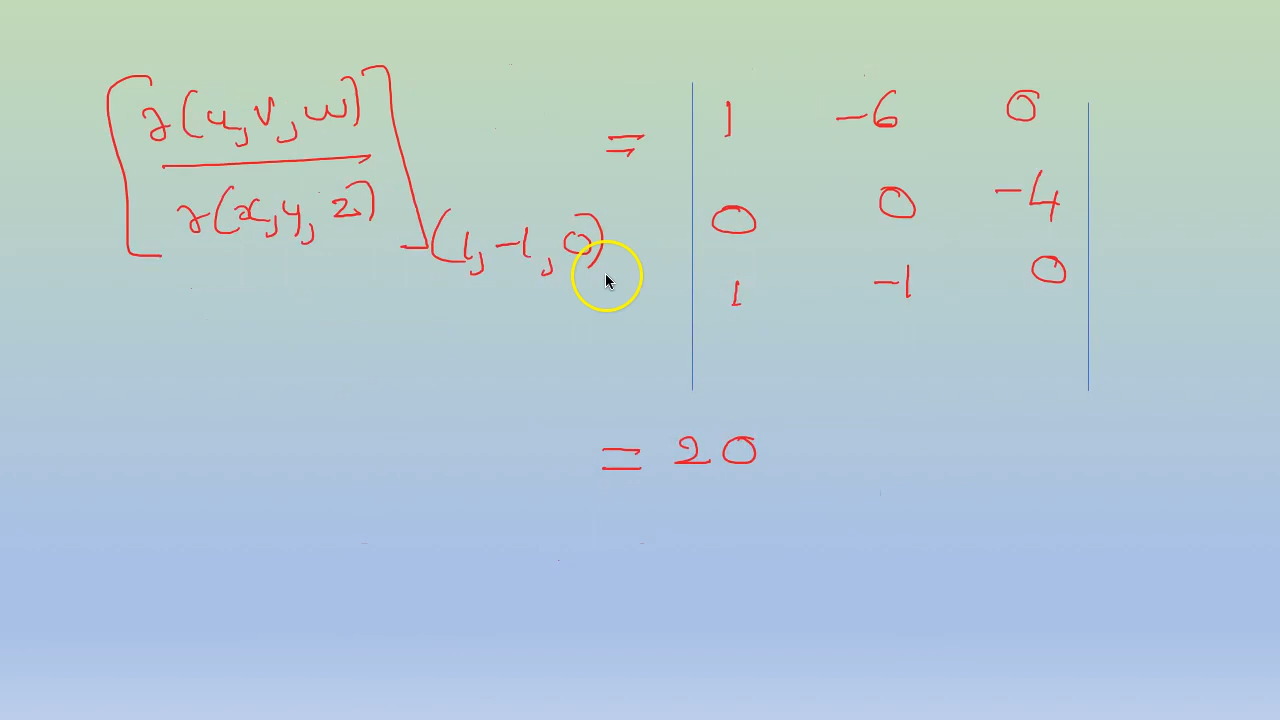 [∂(u, v, w) / ∂(x, y, z)] (1, -1, 0) =
1 -6 0
0 0 -4
1 -1 0
= 20